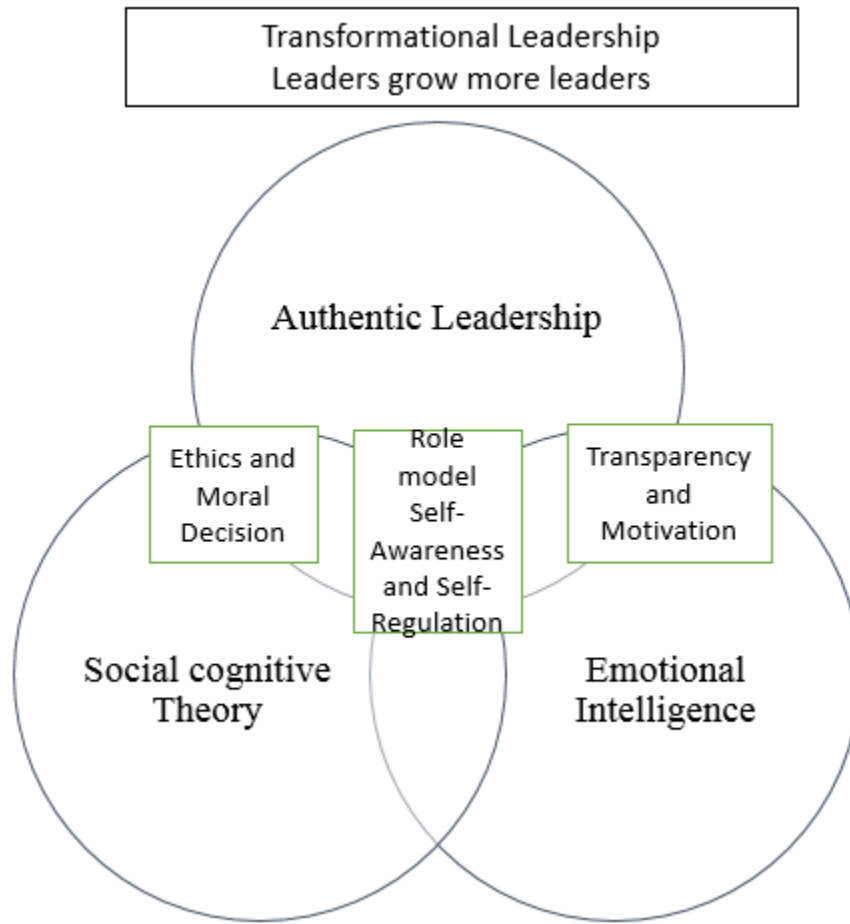 Transformational Leadership
Leaders grow more leaders
Authentic Leadership
Ethics and
Moral
Decision
Role
model
Self-
Awareness
and Self-
Regulation
Transparency
and
Motivation
Social cognitive
Theory
Emotional
Intelligence